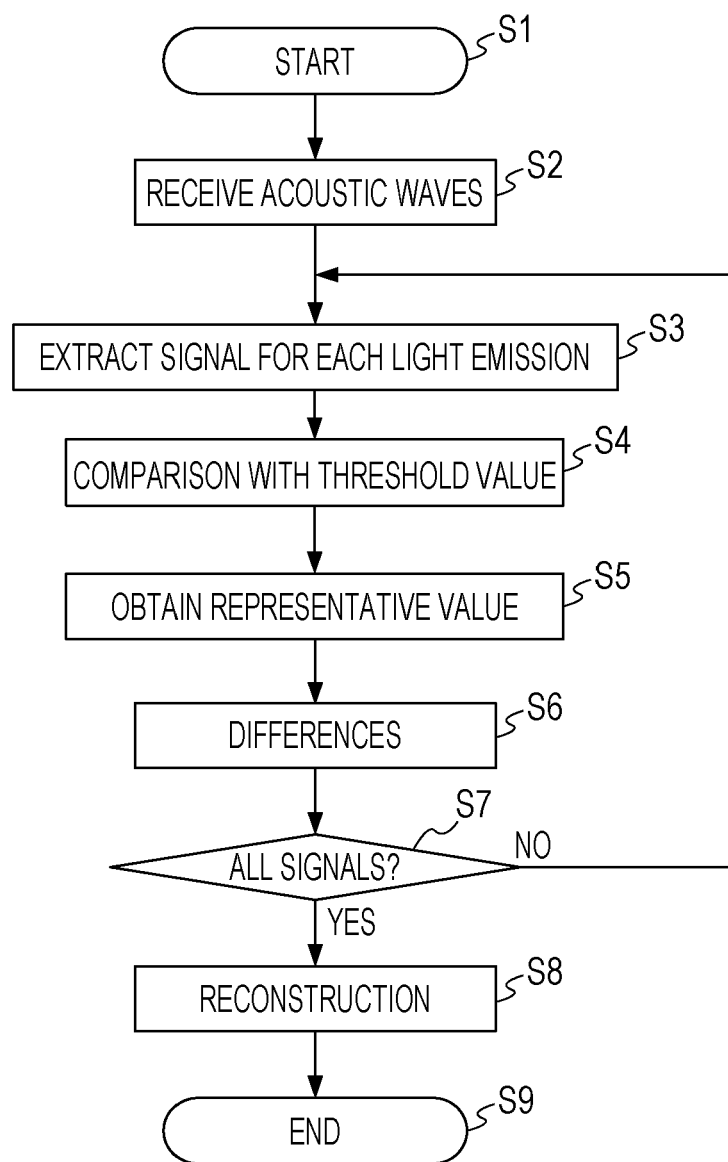 S1
START
S2
RECEIVE ACOUSTIC WAVES
S3
EXTRACT SIGNAL FOR EACH LIGHT EMISSION
S4
COMPARISON WITH THRESHOLD VALUE
S5
OBTAIN REPRESENTATIVE VALUE
S6
DIFFERENCES
S7
ALL SIGNALS?
NO
YES
S8
RECONSTRUCTION
S9
END